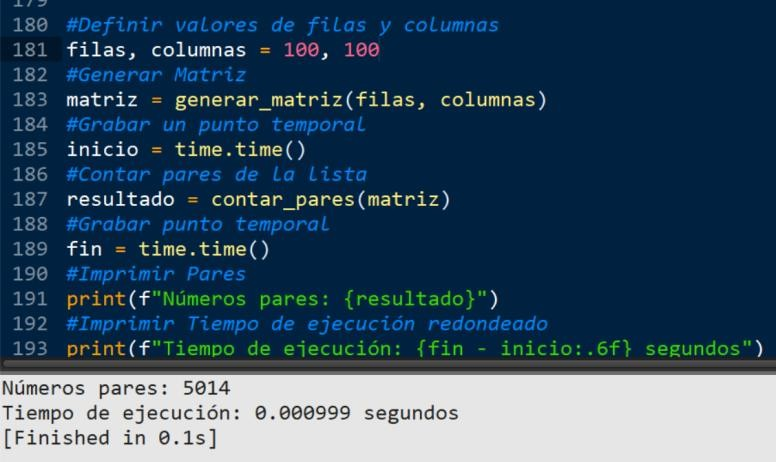 179
180 #Definir valores de filas y columnas
181 filas, columnas = 100, 100
182 #Generar Matriz
183 matriz = generar_matriz(filas, columnas)
184 #Grabar un punto temporal
185 inicio = time.time()
186 #Contar pares de la lista
187 resultado = contar_pares(matriz)
188 #Grabar punto temporal
189 fin = time.time()
190 #Imprimir Pares
191 print(f"Números pares: {resultado}")
192 #Imprimir Tiempo de ejecución redondeado
193 print(f"Tiempo de ejecución: {fin - inicio:.6f} segundos")
Números pares: 5014
Tiempo de ejecución: 0.000999 segundos
[Finished in 0.1s]